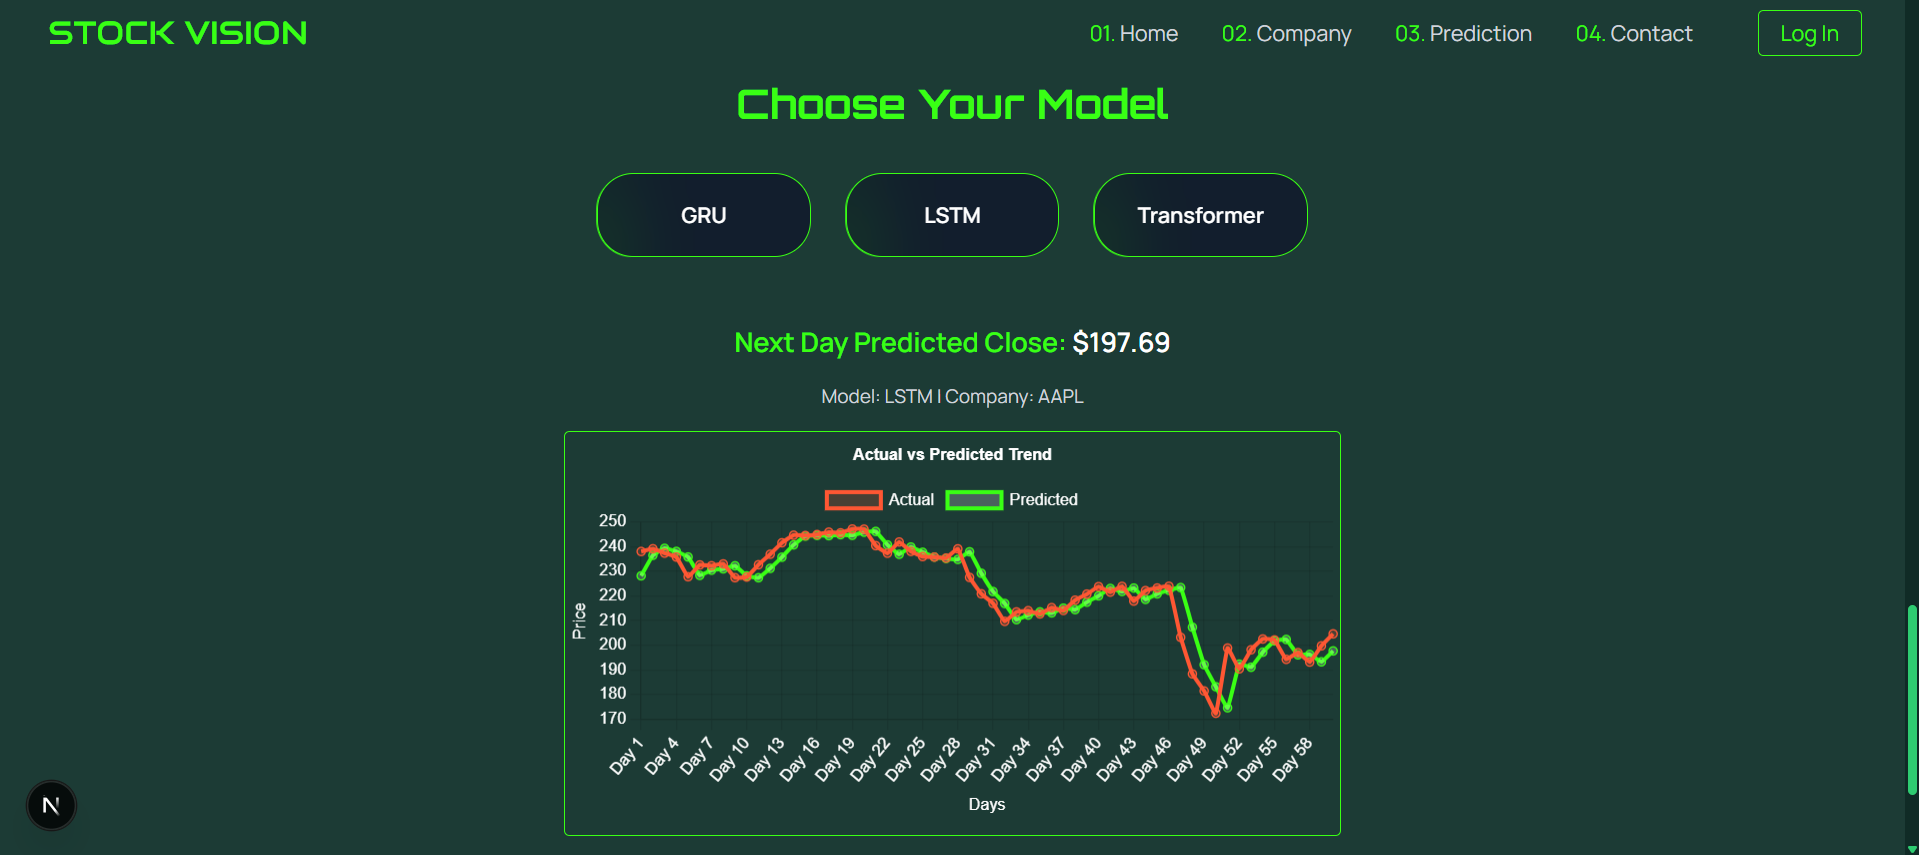 STOCK VISION
01. Home
02. Company
03. Prediction
04. Contact
Log In
Choose Your Model
GRU
LSTM
Transformer
Next Day Predicted Close: $197.69
Model: LSTM | Company: AAPL
Actual vs Predicted Trend
Actual
Predicted
250
240
230
220
210
200
190
180
170
Price
Day 1
Day 4
Day 7
Day 10
Day 13
Day 16
Day 19
Day 22
Day 25
Day 28
Day 31
Day 34
Day 37
Day 40
Day 43
Day 46
Day 49
Day 52
Day 55
Day 58
Days
N